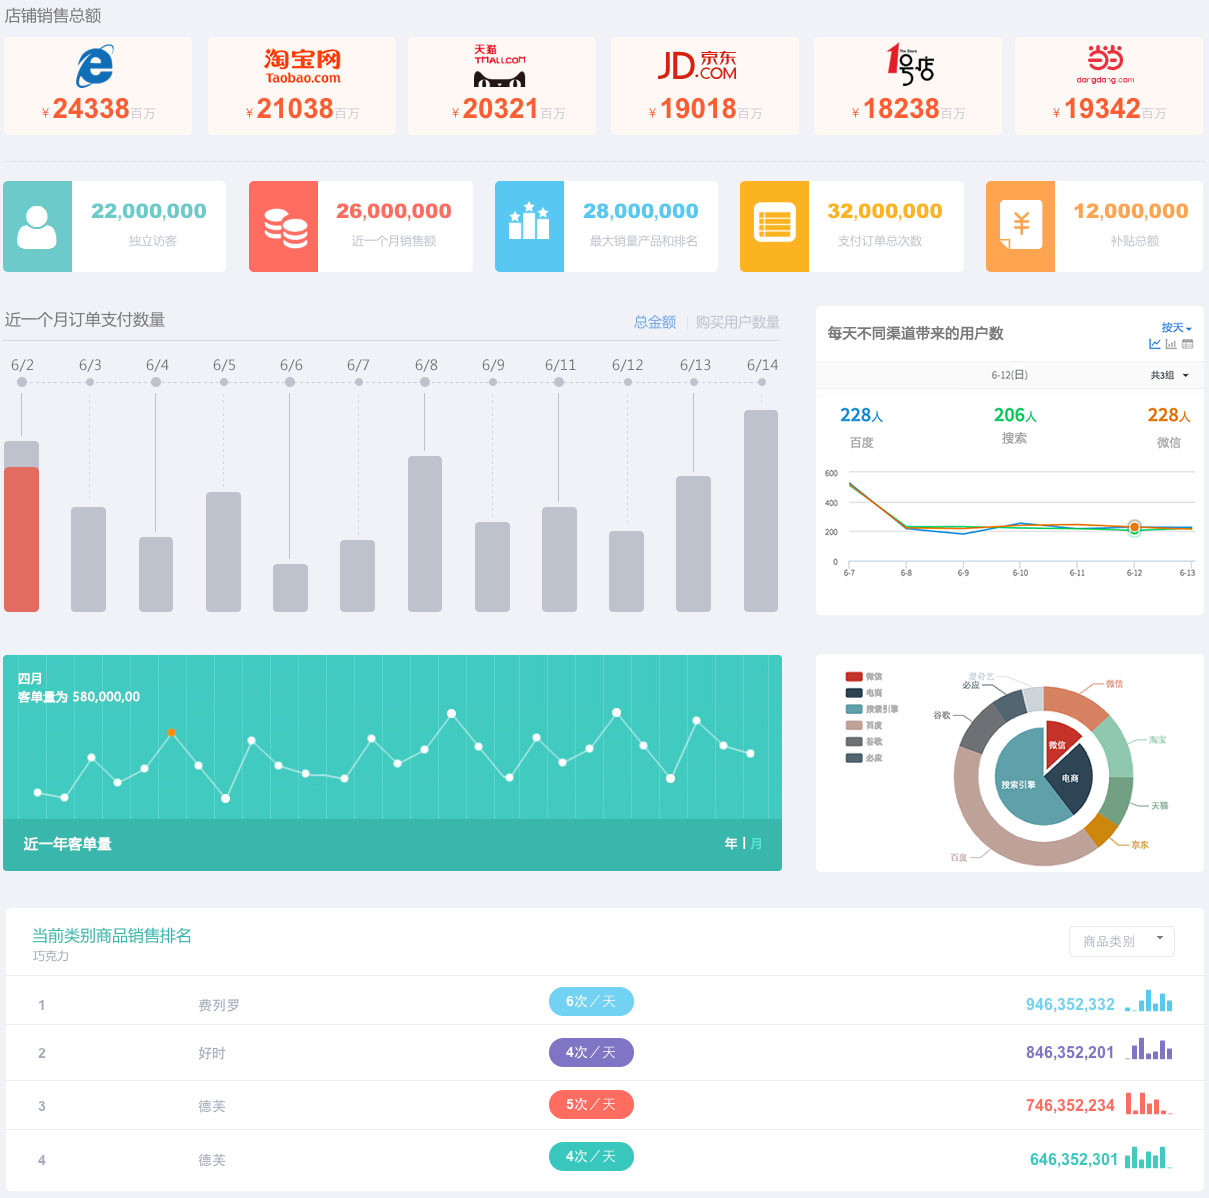 店铺销售总额
淘宝网
Taobao.com
天猫
TMALL.COM
JD 京东
.COM
The Store
1号店
当当
dangdang.com
¥24338百万
¥21038百万
¥20321百万
¥19018百万
¥18238百万
¥19342百万
22,000,000
独立访客
26,000,000
近一个月销售额
28,000,000
最大销量产品和排名
32,000,000
支付订单总次数
¥
12,000,000
补贴总额
近一个月订单支付数量
总金额 | 购买用户数量
6/2 6/3 6/4 6/5 6/6 6/7 6/8 6/9 6/11 6/12 6/13 6/14
每天不同渠道带来的用户数
按天
6-12(日)
共3组
228人 206人 228人
百度 搜索 微信
600
400
200
0
6-7 6-8 6-9 6-10 6-11 6-12 6-13
四月
客单量为 580,000,00
近一年客单量
年 | 月
微信
电商
搜索引擎
百度
谷歌
必应
爱奇艺
必应
谷歌
百度
微信
淘宝
天猫
京东
微信
电商
搜索引擎
当前类别商品销售排名
巧克力
商品类别
1 费列罗 6次／天 946,352,332
2 好时 4次／天 846,352,201
3 德芙 5次／天 746,352,234
4 德芙 4次／天 646,352,301